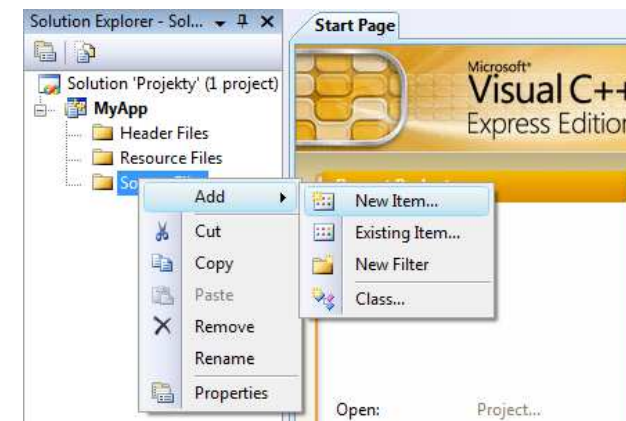 Solution Explorer - Sol...
Start Page
Solution 'Projekty' (1 project)
MyApp
Header Files
Resource Files
Microsoft
Visual C++
Express Edition
Add
Cut
Copy
Paste
Remove
Rename
Properties
New Item...
Existing Item...
New Filter
Class...
Open:
Project...